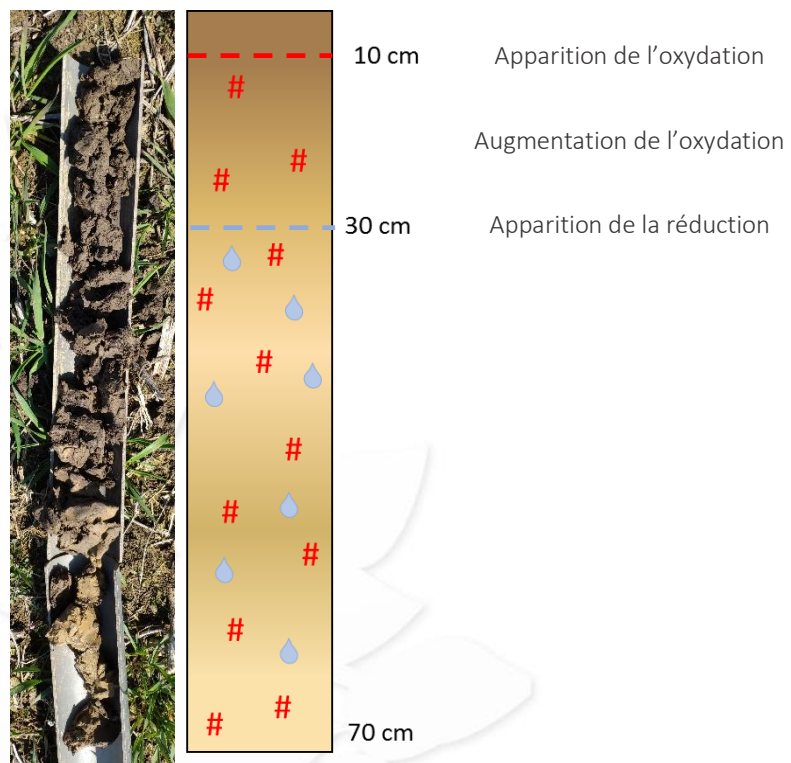 10 cm Apparition de l’oxydation
Augmentation de l’oxydation
30 cm Apparition de la réduction
70 cm